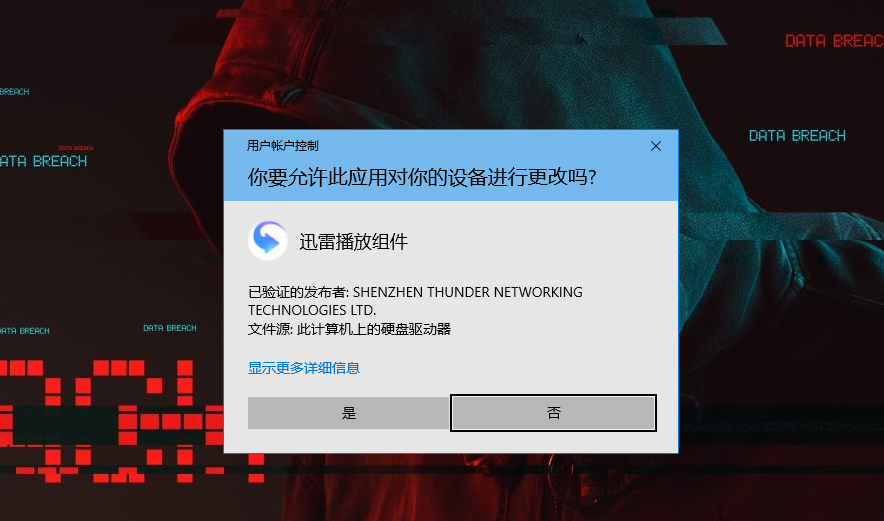 DATA BREAC
BREACH
DATA BREACH
DATA BREACH
ATA BREACH
用户帐户控制
你要允许此应用对你的设备进行更改吗?
迅雷播放组件
已验证的发布者: SHENZHEN THUNDER NETWORKING
TECHNOLOGIES LTD.
文件源: 此计算机上的硬盘驱动器
ATA BREACH
DATA BREACH
显示更多详细信息
是
否